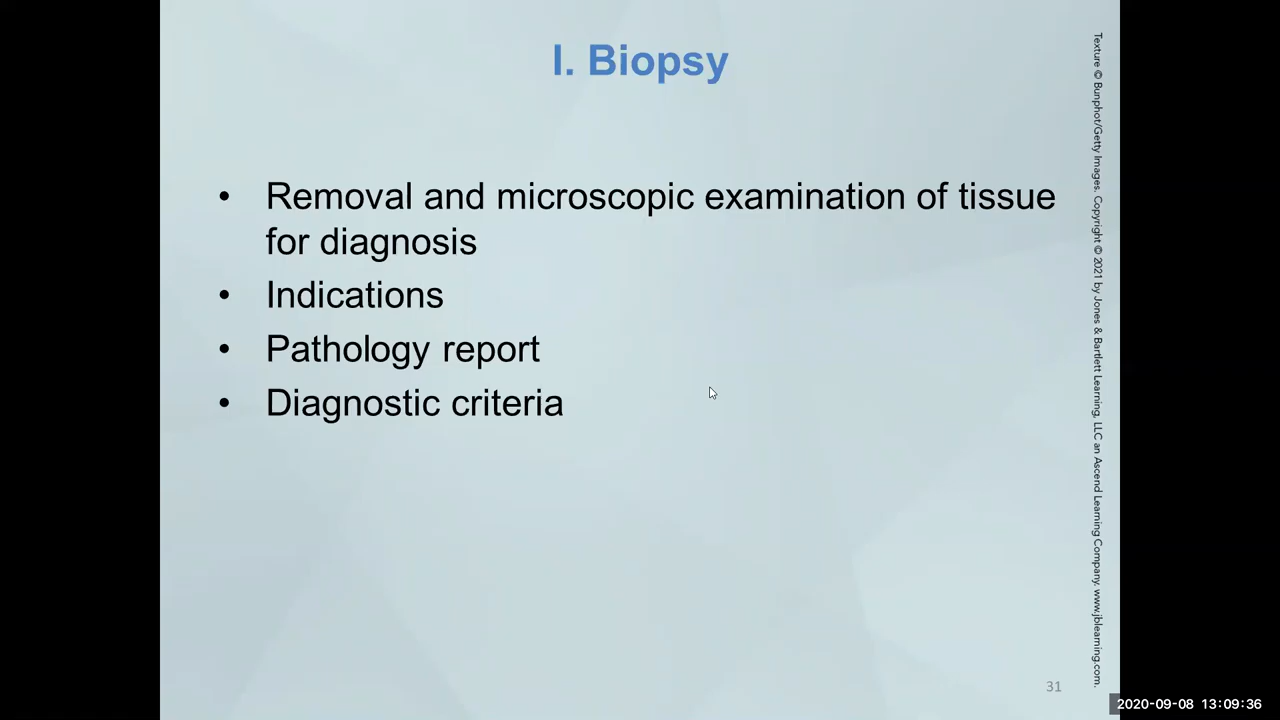 I. Biopsy
• Removal and microscopic examination of tissue
for diagnosis
• Indications
• Pathology report
• Diagnostic criteria
Texture © Bunphot/Getty Images. Copyright © 2021 by Jones & Bartlett Learning, LLC an Ascend Learning Company. www.jblearning.com.
31
2020-09-08 13:09:36